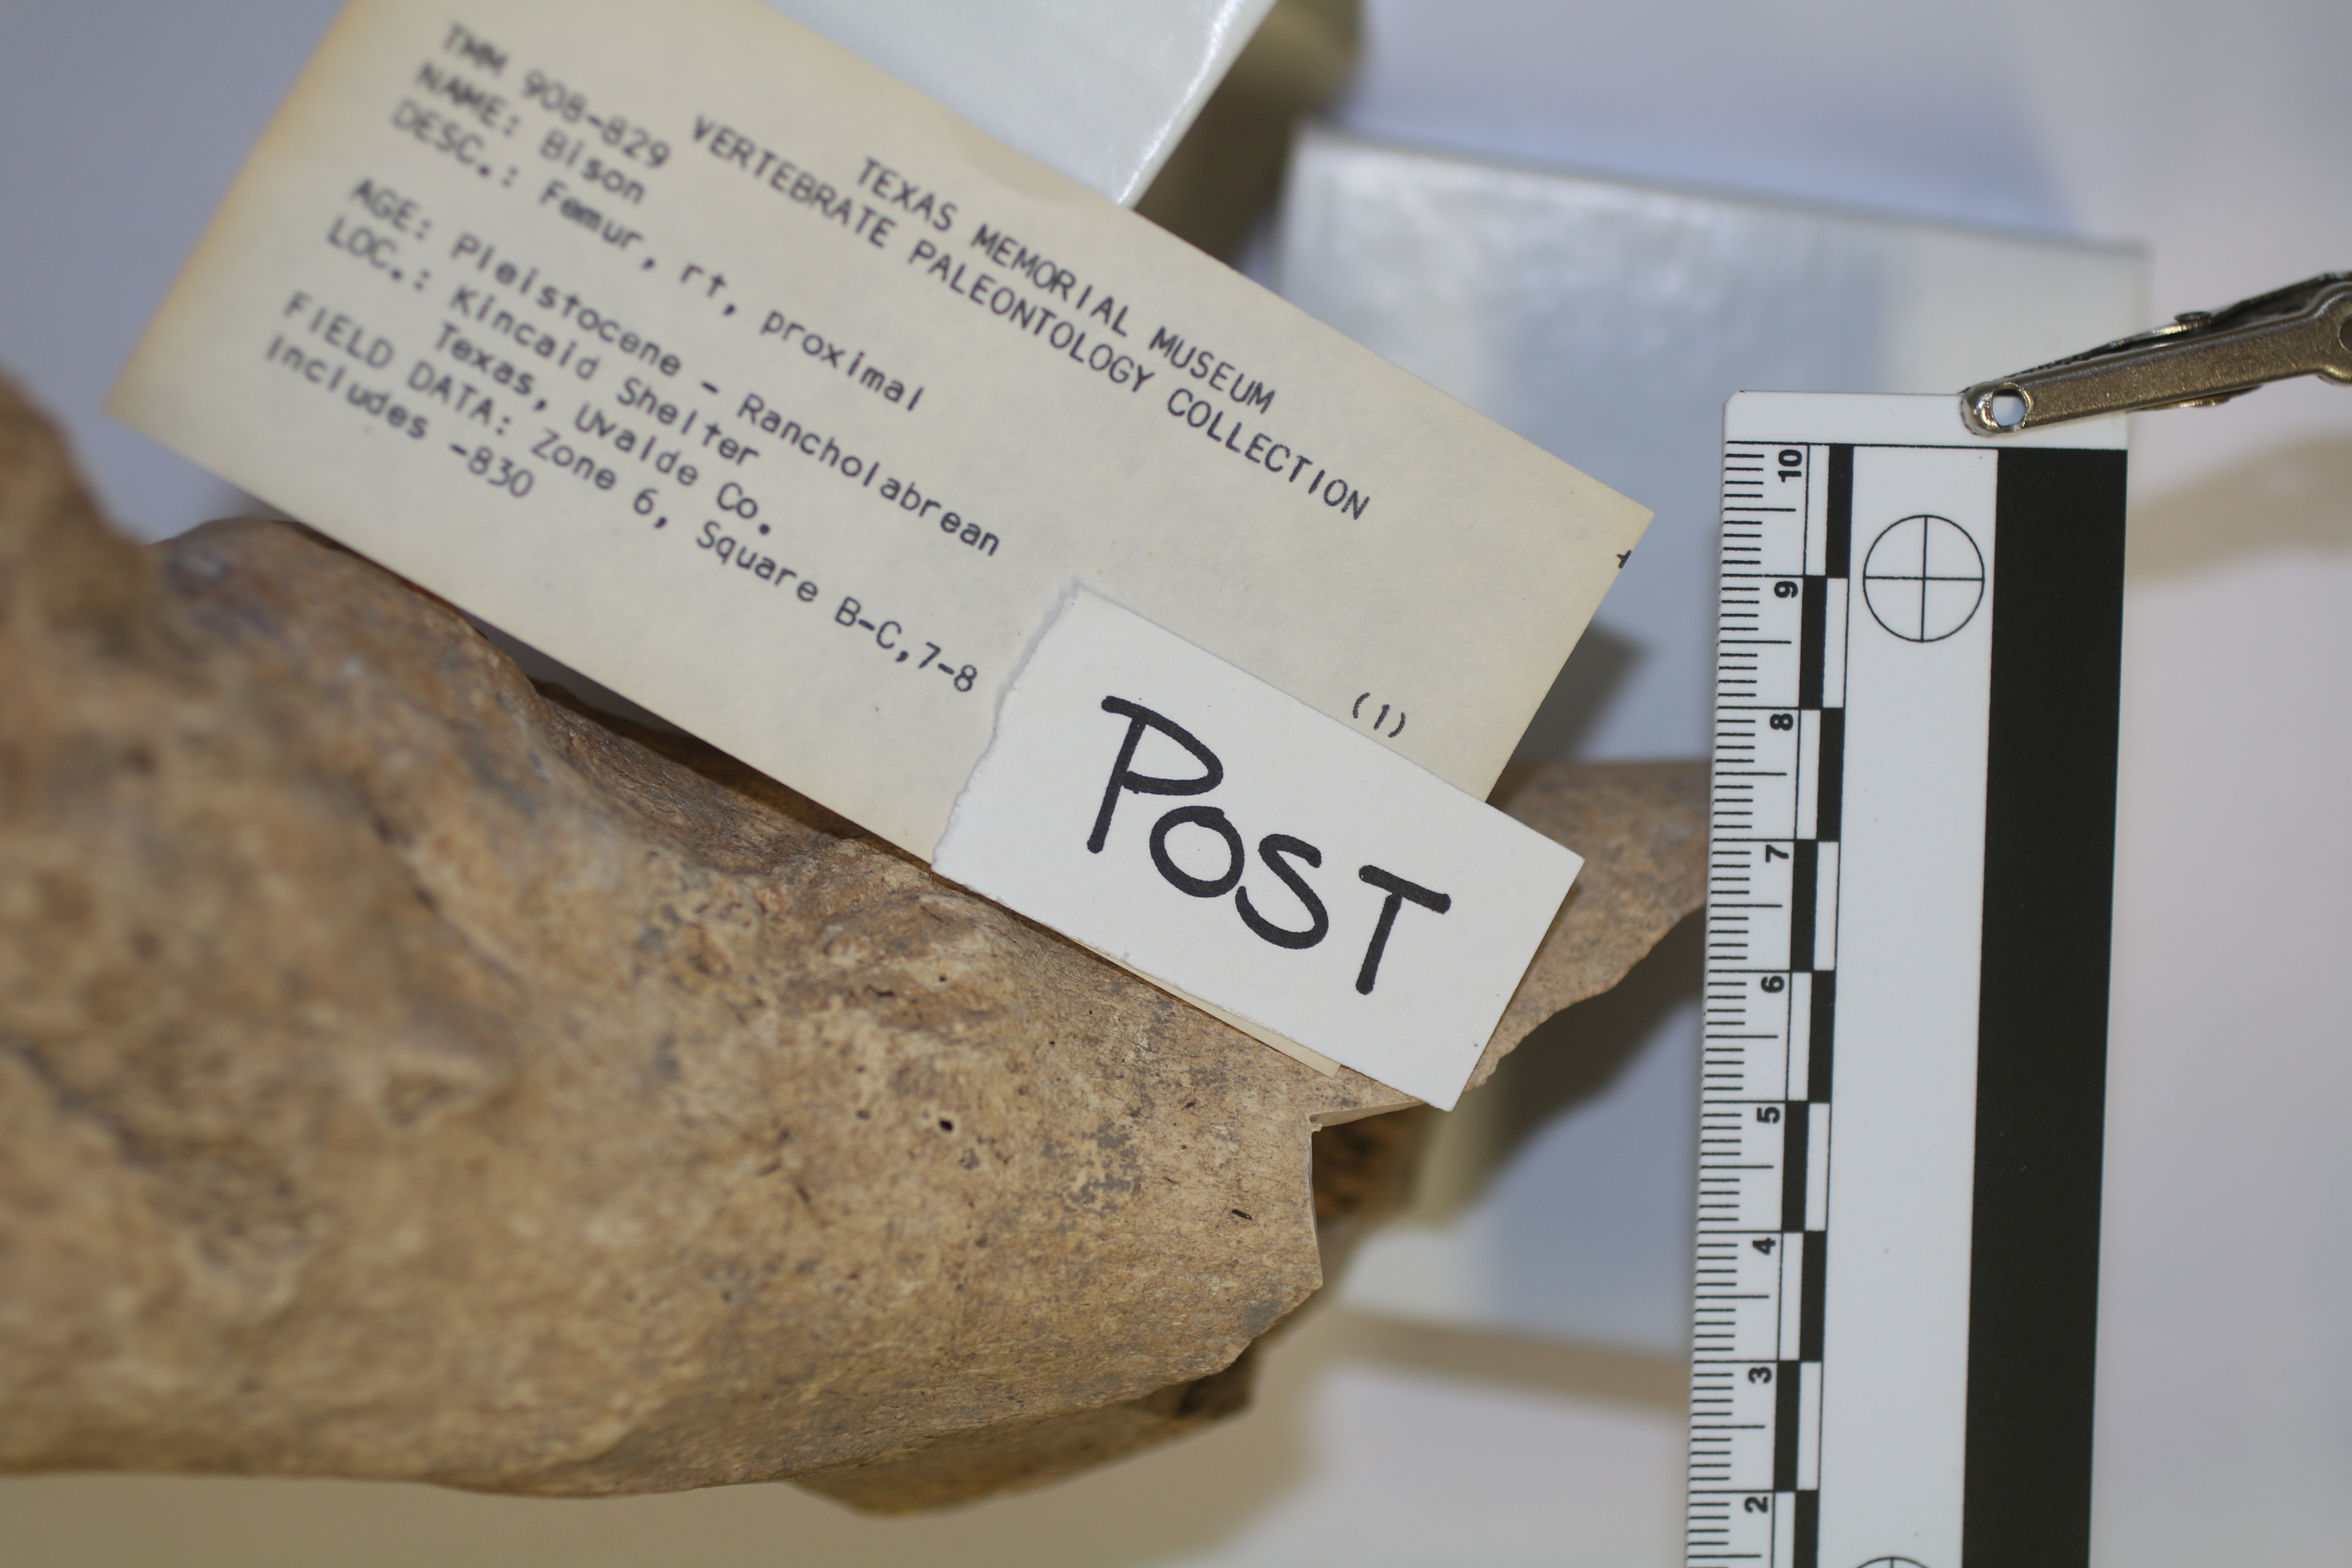 TEXAS MEMORIAL MUSEUM
VERTEBRATE PALEONTOLOGY COLLECTION
TMM 908-829
NAME: Bison
DESC.: Femur, rt, proximal
AGE: Pleistocene - Rancholabrean
LOC.: Kincaid Shelter
Texas, Uvalde Co.
FIELD DATA: Zone 6, Square B-C,7-8
Includes -830
(1)
POST
10
9
8
7
6
5
4
3
2